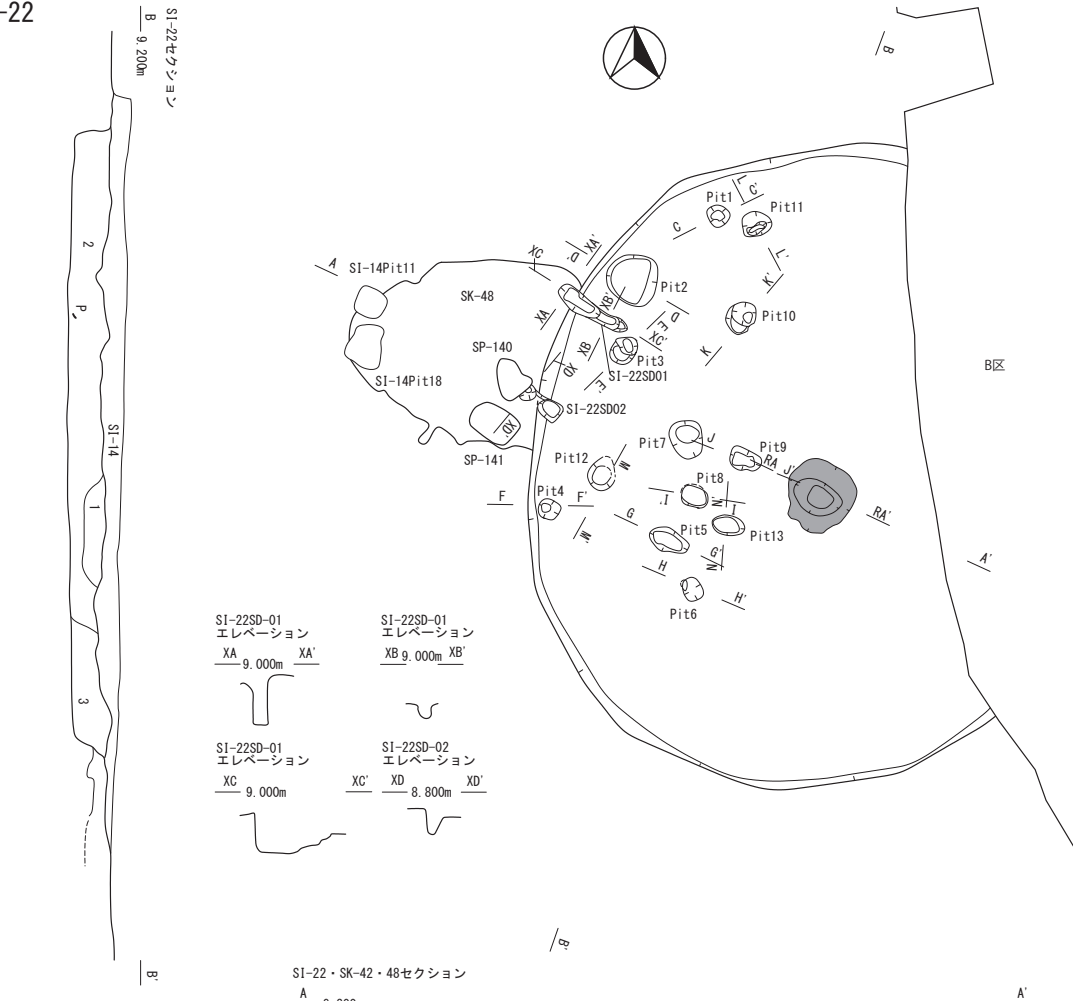 -22
SI-22セクション
B
9.200m
2
P
SI-14
1
3
B'
B
B区
A
SI-14Pit11
SK-48
SI-14Pit18
SP-140
SP-141
XC
D'
XA'
XA
XB'
Pit2
D
E
XC'
XB
Pit3
XD
E'
SI-22SD01
SI-22SD02
XD'
C
Pit1
L
C'
Pit11
L'
K'
Pit10
K
Pit7
J
Pit9
RA
J'
RA'
A'
Pit12
M
Pit8
I'
N'
I
F
Pit4
F'
G
M'
Pit5
Pit13
G'
N
H
H'
Pit6
SI-22SD-01
エレベーション
XA 9.000m XA'
SI-22SD-01
エレベーション
XB 9.000m XB'
SI-22SD-01
エレベーション
XC 9.000m XC'
SI-22SD-02
エレベーション
XD 8.800m XD'
B'
SI-22・SK-42・48セクション
A
A'